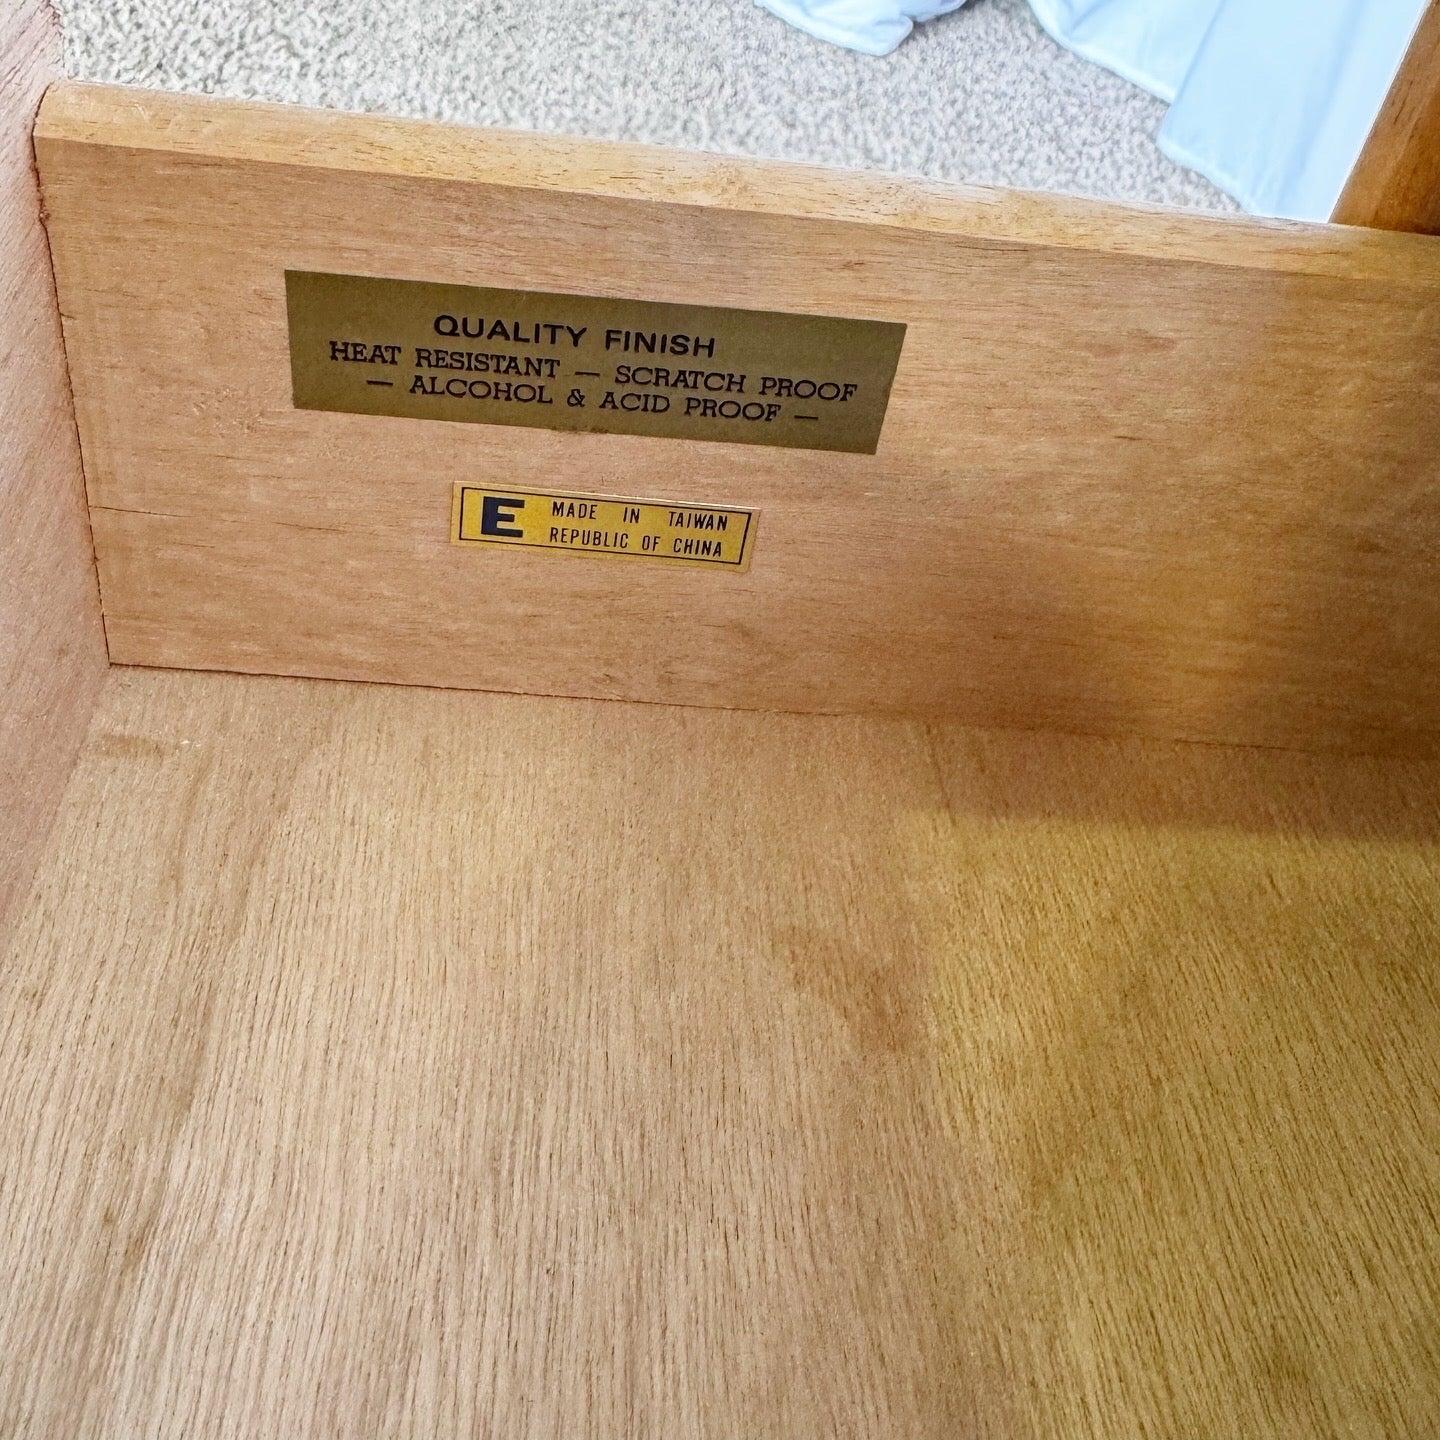 QUALITY FINISH
HEAT RESISTANT — SCRATCH PROOF
— ALCOHOL & ACID PROOF —
E MADE IN TAIWAN
REPUBLIC OF CHINA